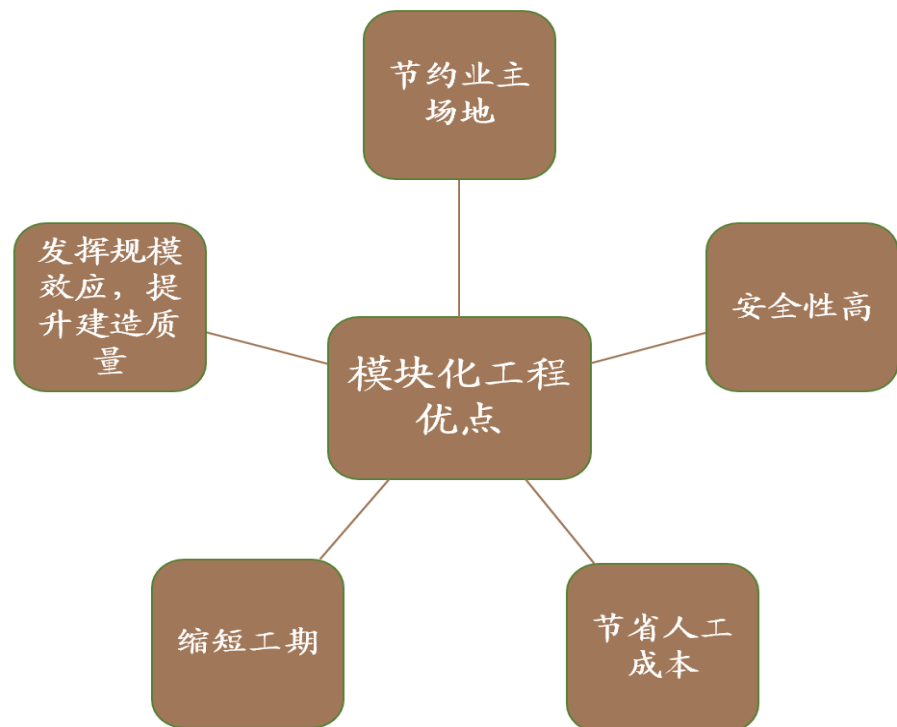 节约业主
场地
发挥规模
效应，提
升建造质
量
安全性高
模块化工程
优点
缩短工期
节省人工
成本